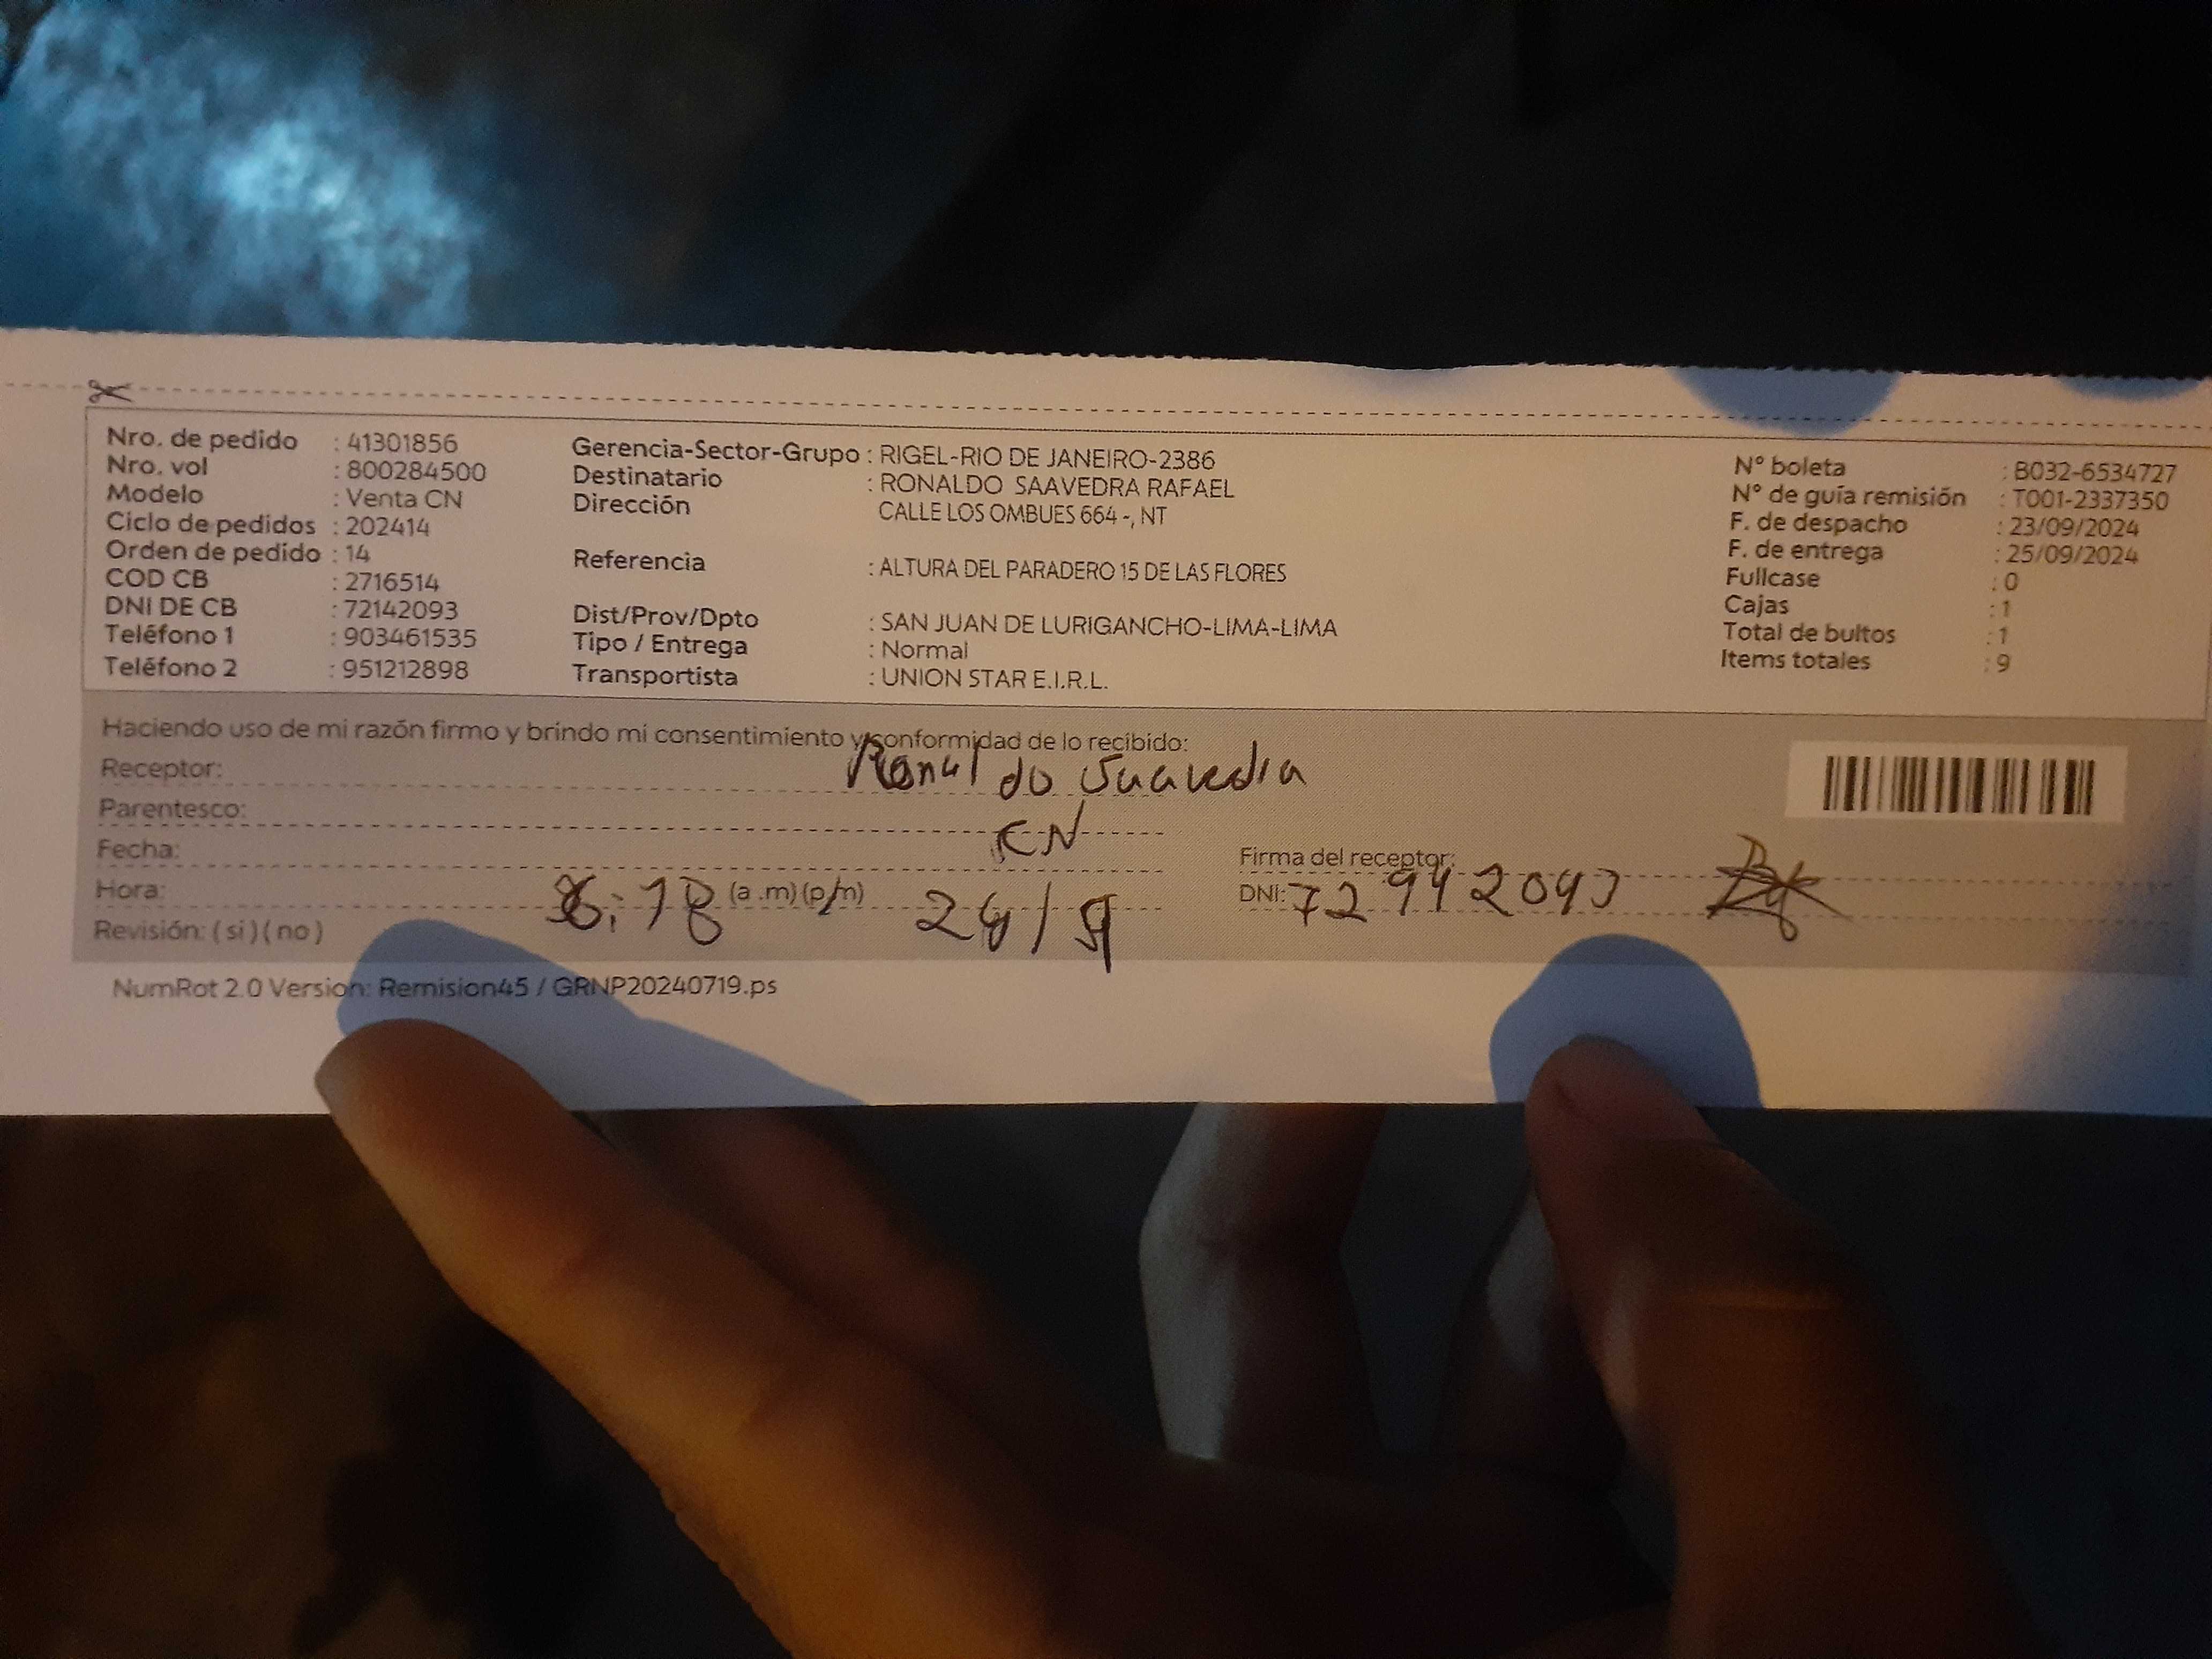 Nro. de pedido : 41301856
Nro. vol : 800284500
Modelo : Venta CN
Ciclo de pedidos : 202414
Orden de pedido : 14
COD CB : 2716514
DNI DE CB : 72142093
Teléfono 1 : 903461535
Teléfono 2 : 951212898
Gerencia-Sector-Grupo : RIGEL-RIO DE JANEIRO-2386
Destinatario : RONALDO SAAVEDRA RAFAEL
Dirección CALLE LOS OMBUES 664 -, NT
Referencia : ALTURA DEL PARADERO 15 DE LAS FLORES
Dist/Prov/Dpto : SAN JUAN DE LURIGANCHO-LIMA-LIMA
Tipo / Entrega : Normal
Transportista : UNION STAR E.I.R.L.
N° boleta : B032-6534727
N° de guía remisión : T001-2337350
F. de despacho : 23/09/2024
F. de entrega : 25/09/2024
Fullcase : 0
Cajas : 1
Total de bultos : 1
Items totales : 9
Haciendo uso de mi razón firmo y brindo mi consentimiento y conformidad de lo recibido:
Receptor: Ronaldo Saavedra
Parentesco: CN
Fecha:
Firma del receptor:
Hora: (a .m) (p/m)
DNI:
Revisión: ( si ) ( no )
NumRot 2.0 Version: Remision45 / GRNP20240719.ps